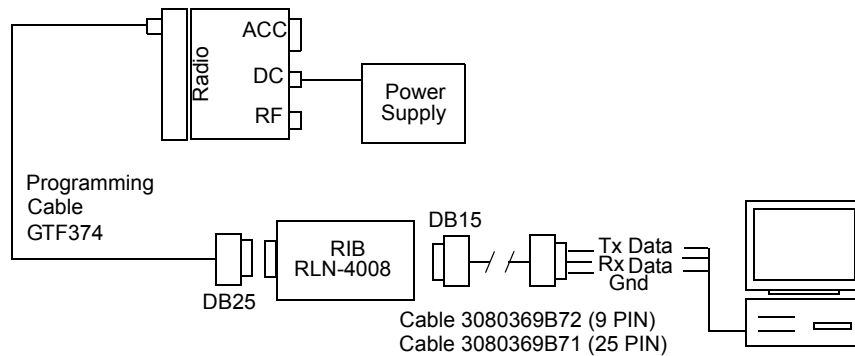 ACC
Radio
DC
RF
Power
Supply
Programming
Cable
GTF374
DB25
RIB
RLN-4008
DB15
Tx Data
Rx Data
Gnd
Cable 3080369B72 (9 PIN)
Cable 3080369B71 (25 PIN)